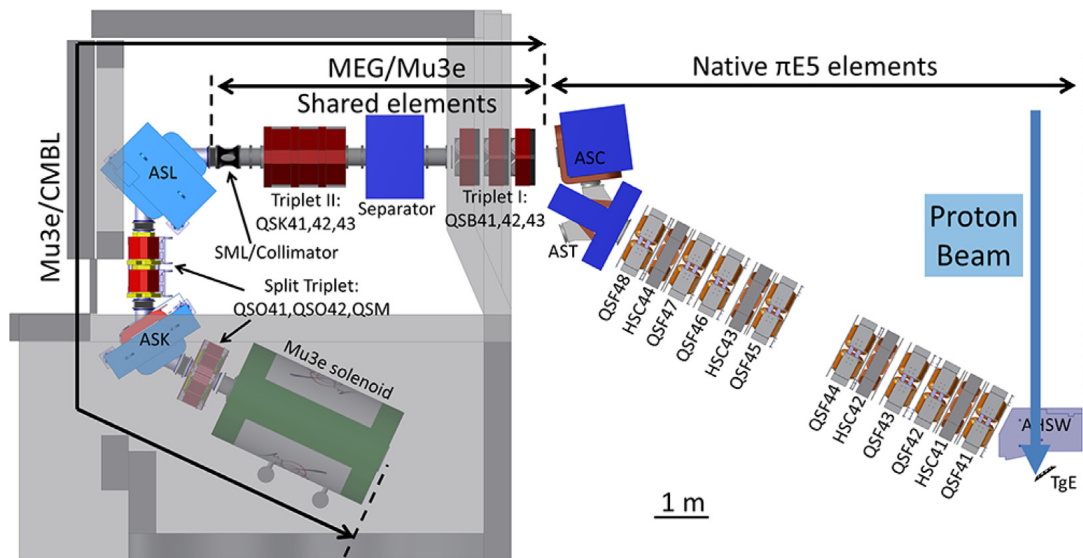 MEG/Mu3e
Shared elements
Native πE5 elements
Mu3e/CMBL
ASL
Triplet II:
QSK41,42,43
Separator
Triplet I:
QSB41,42,43
ASC
AST
SML/Collimator
Split Triplet:
QSO41,QSO42,QSM
ASK
Mu3e solenoid
Proton
Beam
QSF48
HSC44
QSF47
QSF46
HSC43
QSF45
QSF44
HSC42
QSF43
QSF42
HSC41
QSF41
AHSW
TgE
1 m